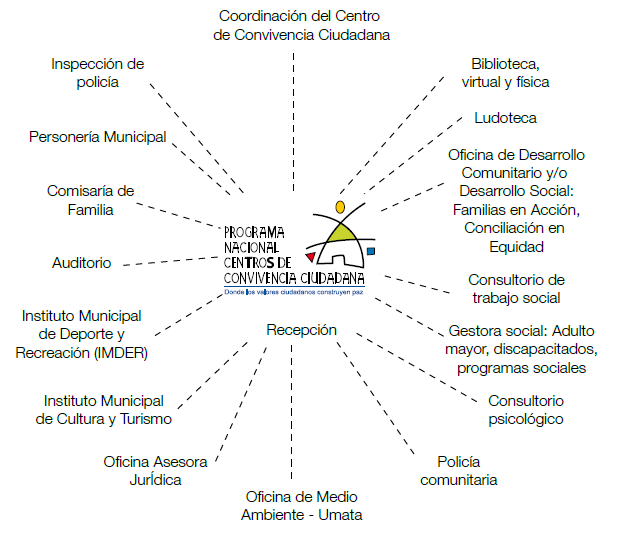 Coordinación del Centro
de Convivencia Ciudadana
Inspección de
policía
Biblioteca,
virtual y física
Ludoteca
Personería Municipal
Oficina de Desarrollo
Comunitario y/o
Desarrollo Social:
Familias en Acción,
Conciliación en
Equidad
Comisaría de
Familia
PROGRAMA
NACIONAL
CENTROS DE
CONVIVENCIA CIUDADANA
Donde los valores ciudadanos construyen paz
Auditorio
Consultorio de
trabajo social
Instituto Municipal
de Deporte y
Recreación (IMDER)
Recepción
Gestora social: Adulto
mayor, discapacitados,
programas sociales
Instituto Municipal
de Cultura y Turismo
Consultorio
psicológico
Oficina Asesora
JurÍdica
Policía
comunitaria
Oficina de Medio
Ambiente - Umata